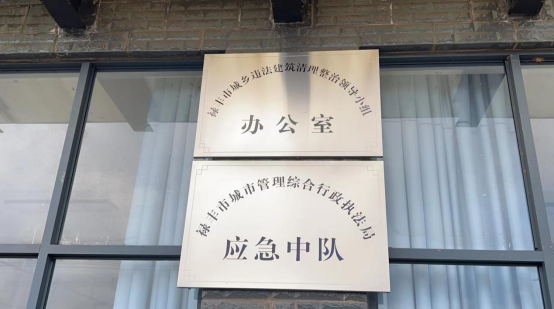 禄丰市城乡违法建筑清理整治领导小组
办公室
禄丰市城市管理综合行政执法局
应急中队